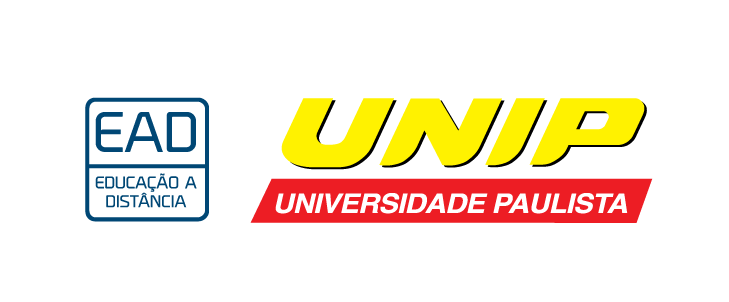 EAD
EDUCAÇÃO A
DISTÂNCIA
UNIP
UNIVERSIDADE PAULISTA